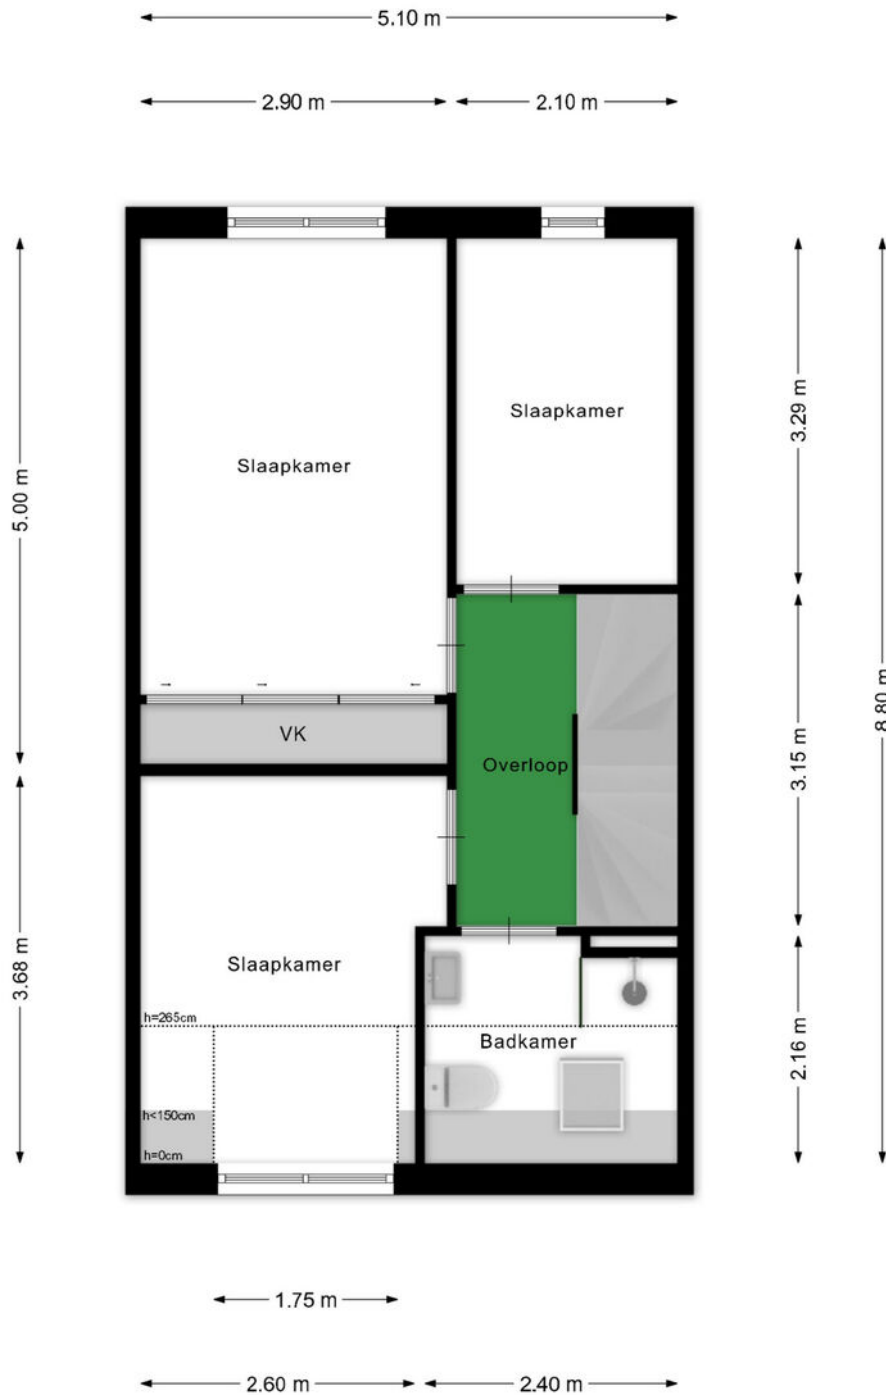 5.10 m
2.90 m
2.10 m
Slaapkamer
3.29 m
Slaapkamer
5.00 m
8.80 m
VK
3.15 m
Overloop
Slaapkamer
3.68 m
h=265cm
Badkamer
2.16 m
h<150cm
h=0cm
1.75 m
2.60 m
2.40 m